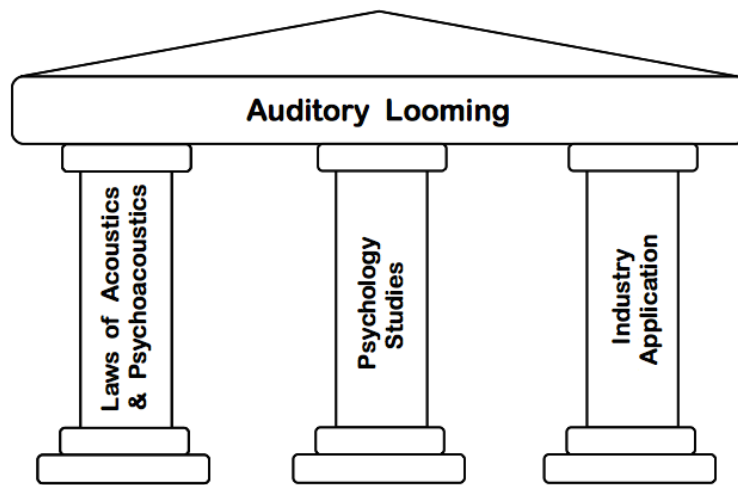 Auditory Looming
Laws of Acoustics
& Psychoacoustics
Psychology
Studies
Industry
Application